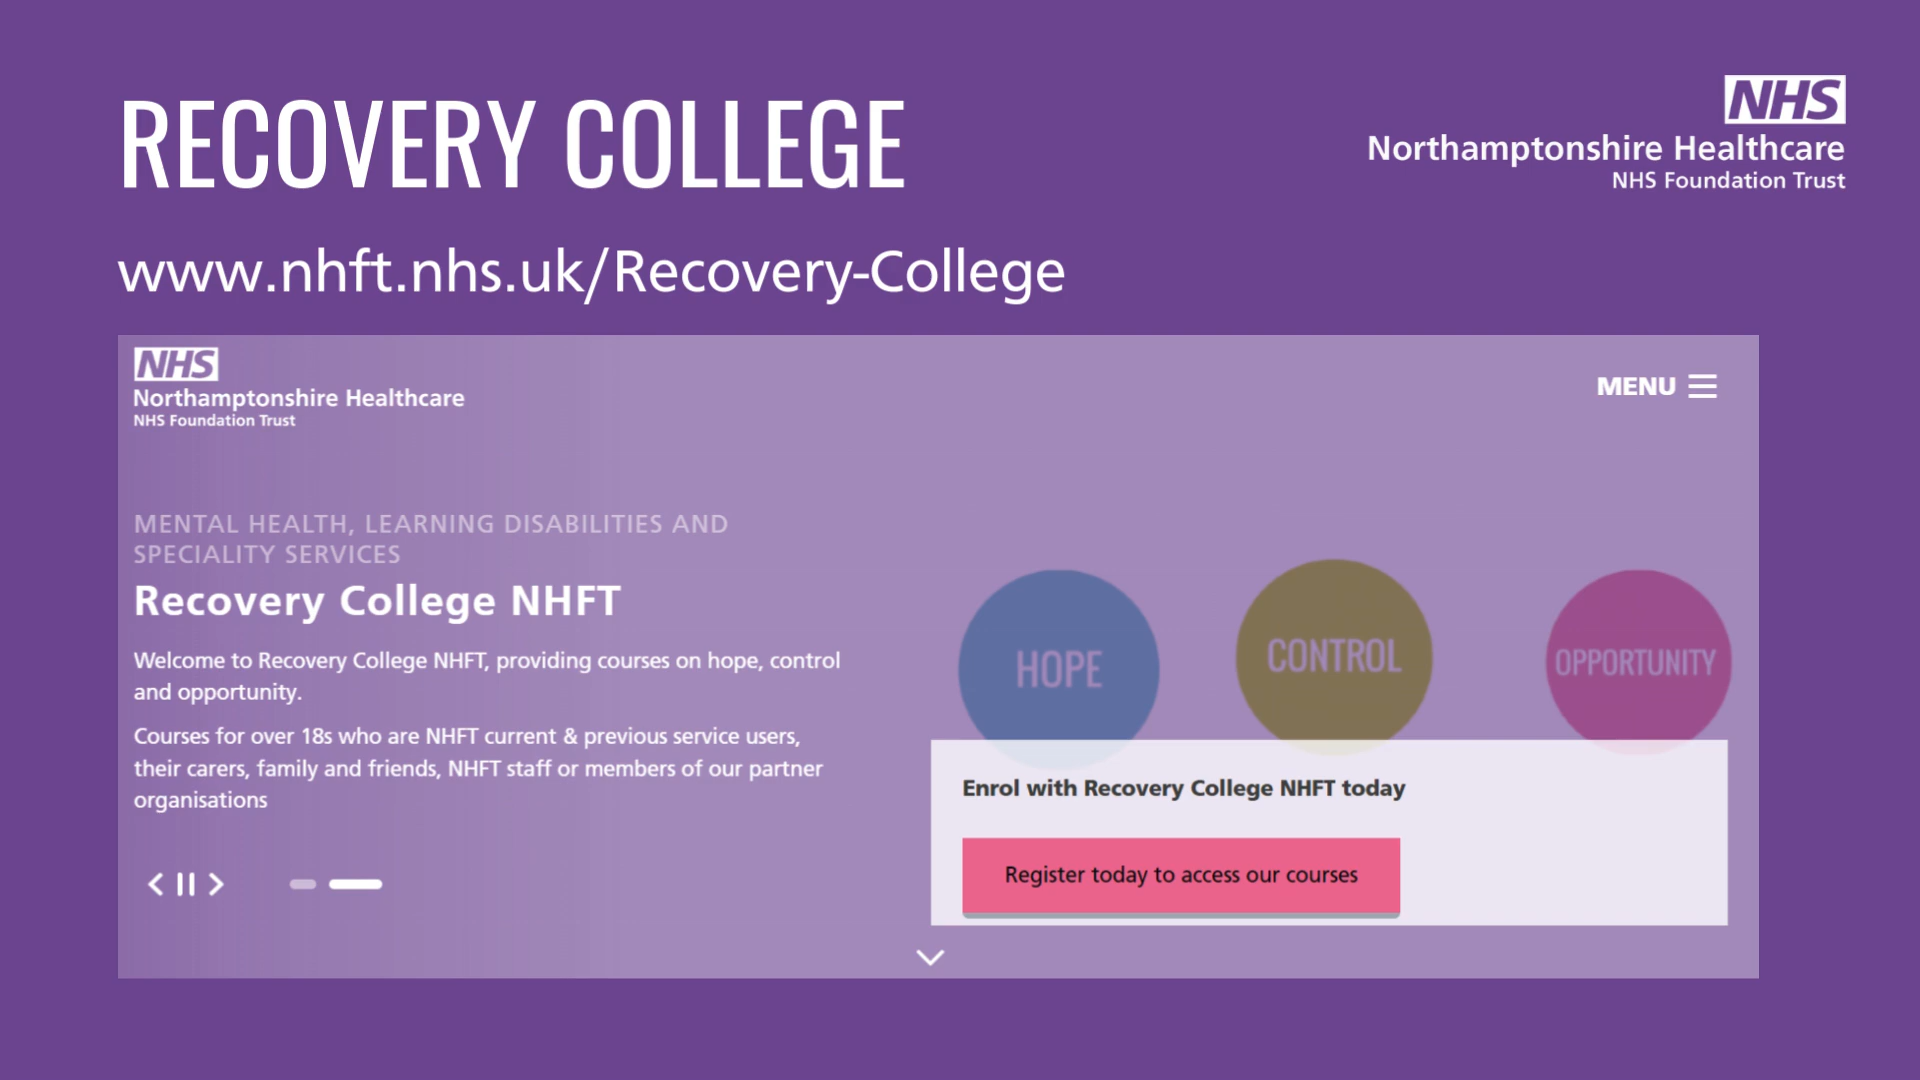 RECOVERY COLLEGE
NHS
Northamptonshire Healthcare
NHS Foundation Trust
www.nhft.nhs.uk/Recovery-College
NHS
Northamptonshire Healthcare
NHS Foundation Trust
MENU
MENTAL HEALTH, LEARNING DISABILITIES AND
SPECIALITY SERVICES
Recovery College NHFT
Welcome to Recovery College NHFT, providing courses on hope, control
and opportunity.
Courses for over 18s who are NHFT current & previous service users,
their carers, family and friends, NHFT staff or members of our partner
organisations
HOPE
CONTROL
OPPORTUNITY
Enrol with Recovery College NHFT today
Register today to access our courses